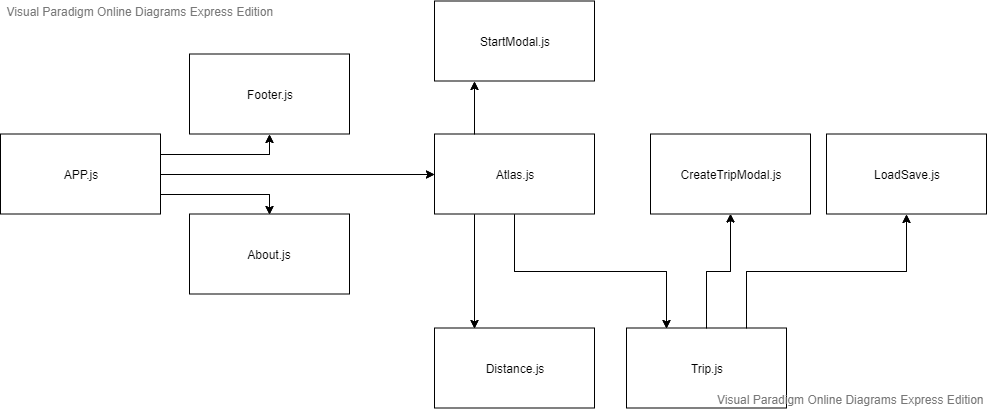 Visual Paradigm Online Diagrams Express Edition
StartModal.js
Footer.js
APP.js
Atlas.js
CreateTripModal.js
LoadSave.js
About.js
Distance.js
Trip.js
Visual Paradigm Online Diagrams Express Edition